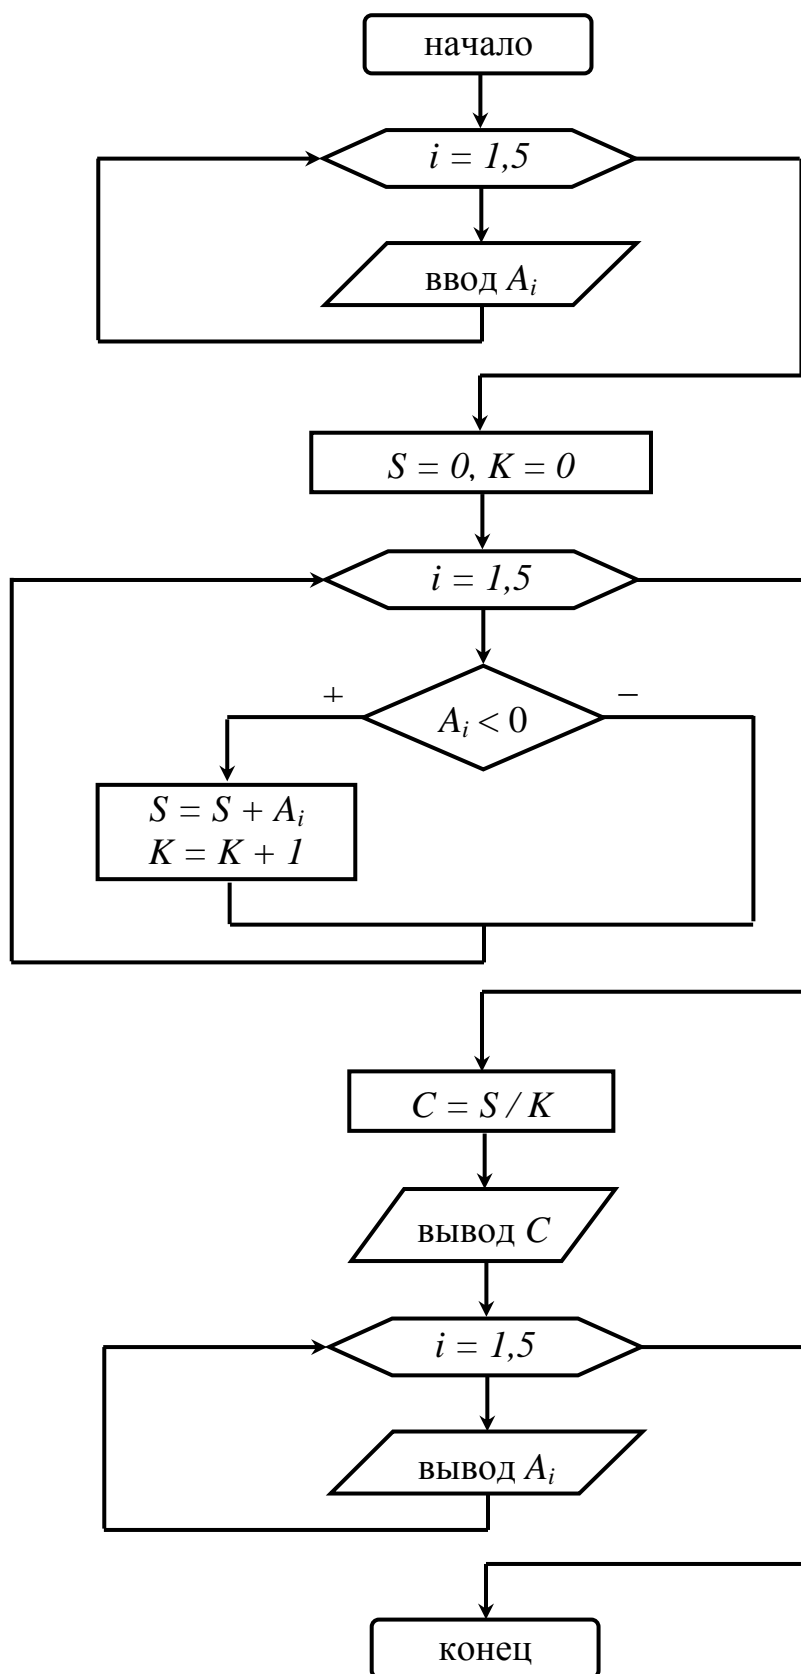 начало
i = 1,5
ввод Aᵢ
S = 0, K = 0
i = 1,5
+
−
Aᵢ < 0
S = S + Aᵢ
K = K + 1
C = S / K
вывод C
i = 1,5
вывод Aᵢ
конец